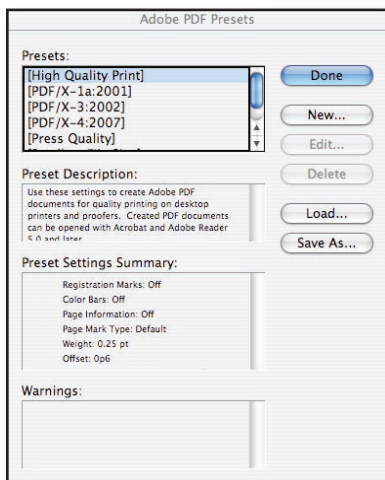 Adobe PDF Presets
Presets:
[High Quality Print]
[PDF/X-1a:2001]
[PDF/X-3:2002]
[PDF/X-4:2007]
[Press Quality]
Done
New...
Edit...
Delete
Load...
Save As...
Preset Description:
Use these settings to create Adobe PDF
documents for quality printing on desktop
printers and proofers. Created PDF documents
can be opened with Acrobat and Adobe Reader
5.0 and later.
Preset Settings Summary:
Registration Marks: Off
Color Bars: Off
Page Information: Off
Page Mark Type: Default
Weight: 0.25 pt
Offset: 0p6
Warnings: